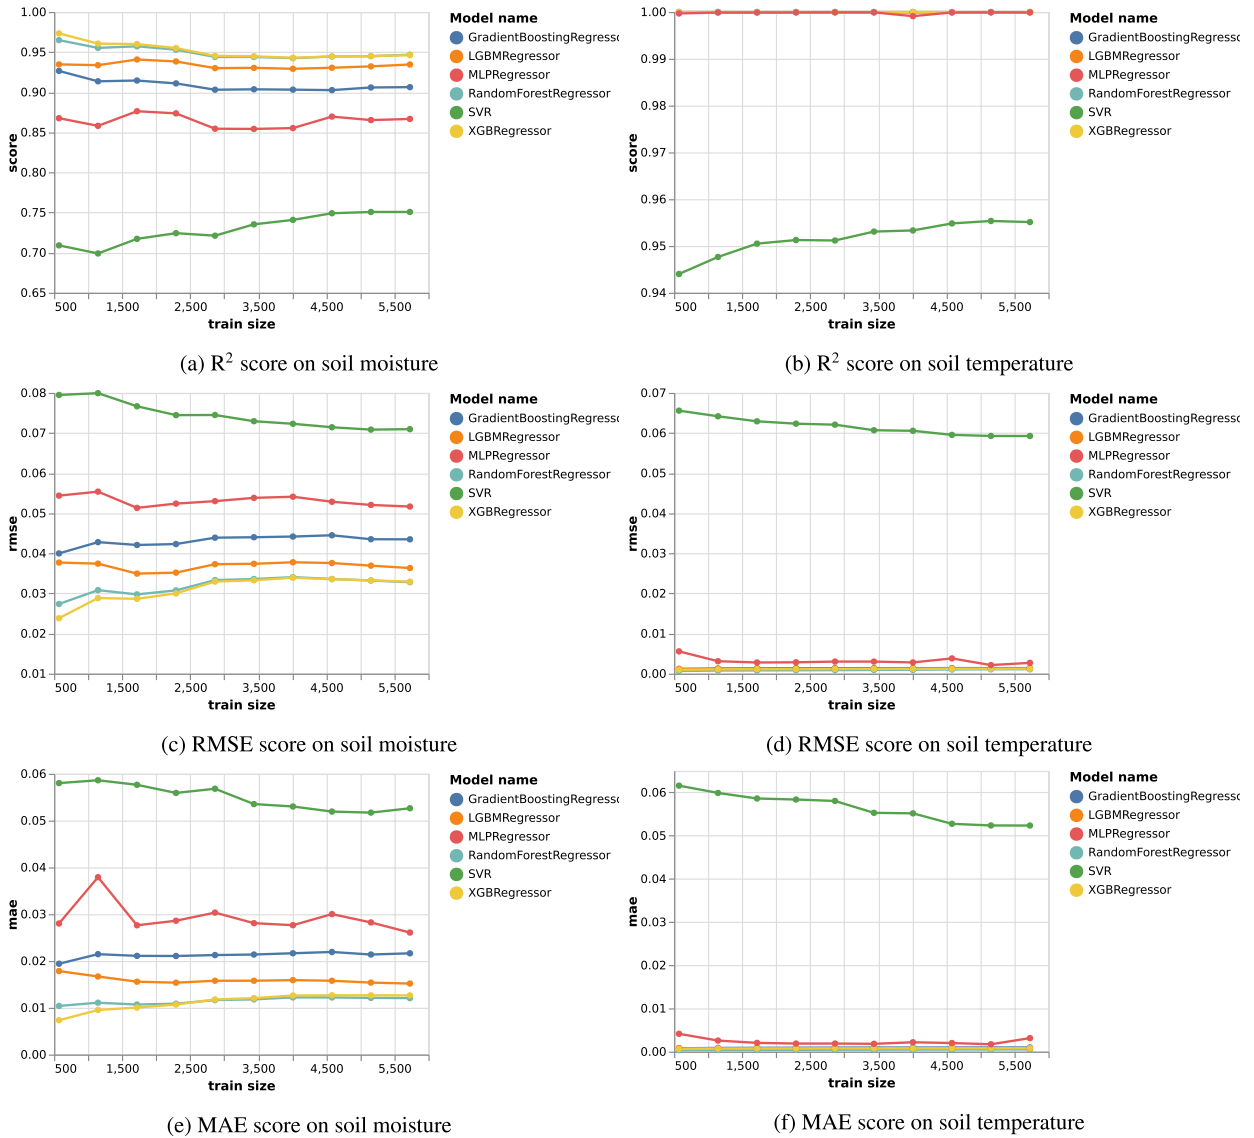 1.00
0.95
0.90
0.85
0.80
0.75
0.70
0.65
score
500
1,500
2,500
3,500
4,500
5,500
train size
Model name
GradientBoostingRegresso
LGBMRegressor
MLPRegressor
RandomForestRegressor
SVR
XGBRegressor
(a) R² score on soil moisture
1.00
0.99
0.98
0.97
0.96
0.95
0.94
score
500
1,500
2,500
3,500
4,500
5,500
train size
Model name
GradientBoostingRegresso
LGBMRegressor
MLPRegressor
RandomForestRegressor
SVR
XGBRegressor
(b) R² score on soil temperature
0.08
0.07
0.06
0.05
0.04
0.03
0.02
0.01
rmse
500
1,500
2,500
3,500
4,500
5,500
train size
Model name
GradientBoostingRegresso
LGBMRegressor
MLPRegressor
RandomForestRegressor
SVR
XGBRegressor
(c) RMSE score on soil moisture
0.07
0.06
0.05
0.04
0.03
0.02
0.01
0.00
rmse
500
1,500
2,500
3,500
4,500
5,500
train size
Model name
GradientBoostingRegresso
LGBMRegressor
MLPRegressor
RandomForestRegressor
SVR
XGBRegressor
(d) RMSE score on soil temperature
0.06
0.05
0.04
0.03
0.02
0.01
0.00
mae
500
1,500
2,500
3,500
4,500
5,500
train size
Model name
GradientBoostingRegresso
LGBMRegressor
MLPRegressor
RandomForestRegressor
SVR
XGBRegressor
(e) MAE score on soil moisture
0.06
0.05
0.04
0.03
0.02
0.01
0.00
mae
500
1,500
2,500
3,500
4,500
5,500
train size
Model name
GradientBoostingRegresso
LGBMRegressor
MLPRegressor
RandomForestRegressor
SVR
XGBRegressor
(f) MAE score on soil temperature